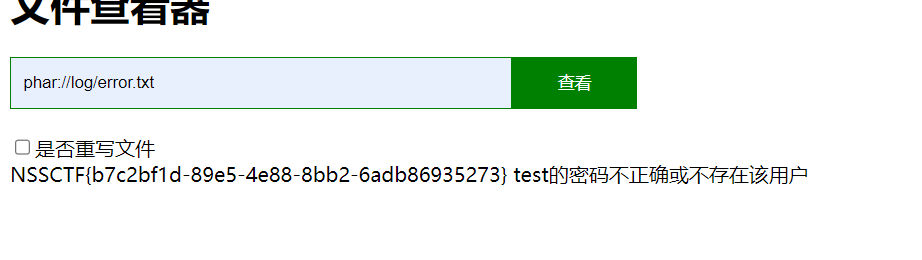 文件查看器
phar://log/error.txt
查看
是否重写文件
NSSCTF{b7c2bf1d-89e5-4e88-8bb2-6adb86935273} test的密码不正确或不存在该用户